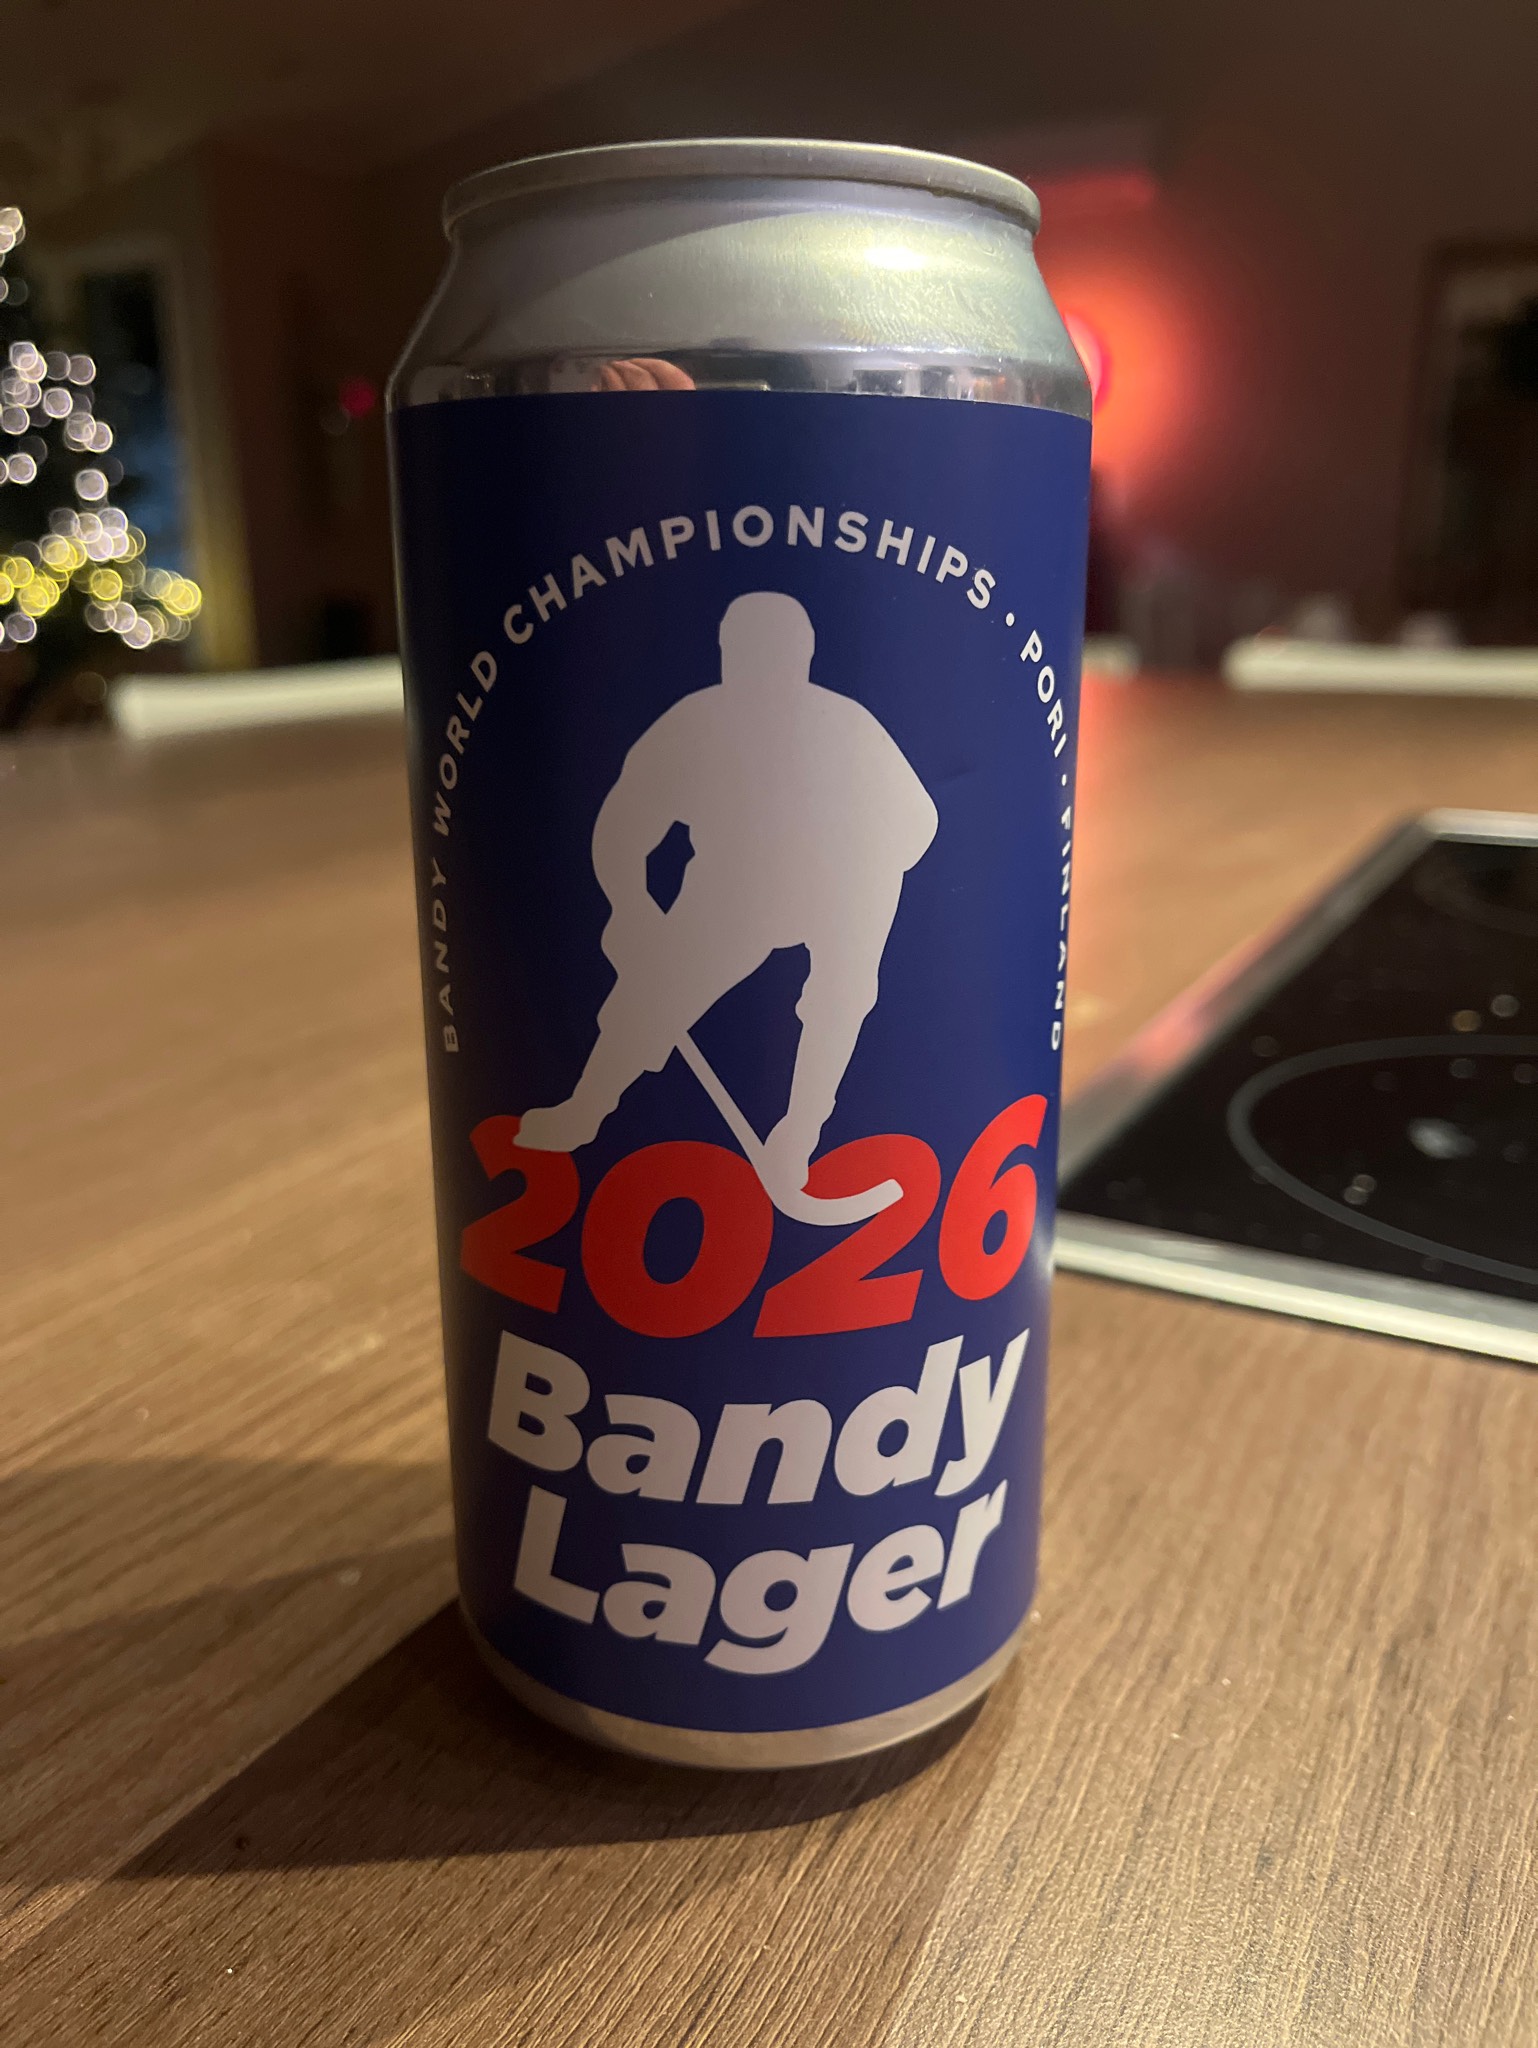 BANDY WORLD CHAMPIONSHIPS • PORI • FINLAND
2026
Bandy
Lager